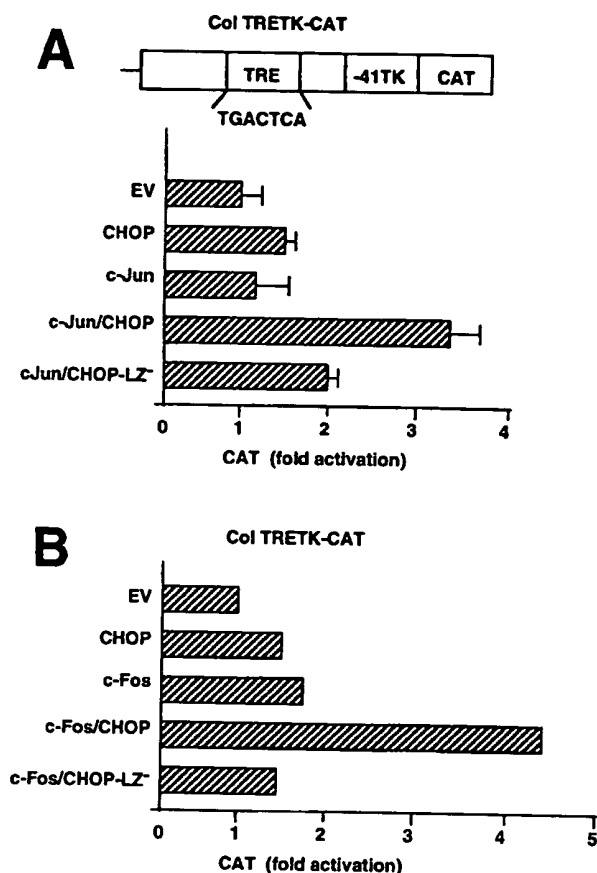 A
Col TRETK-CAT
TRE
-41TK
CAT
TGACTCA
EV
CHOP
c-Jun
c-Jun/CHOP
cJun/CHOP-LZ⁻
0 1 2 3 4
CAT (fold activation)
B
Col TRETK-CAT
EV
CHOP
c-Fos
c-Fos/CHOP
c-Fos/CHOP-LZ⁻
0 1 2 3 4 5
CAT (fold activation)